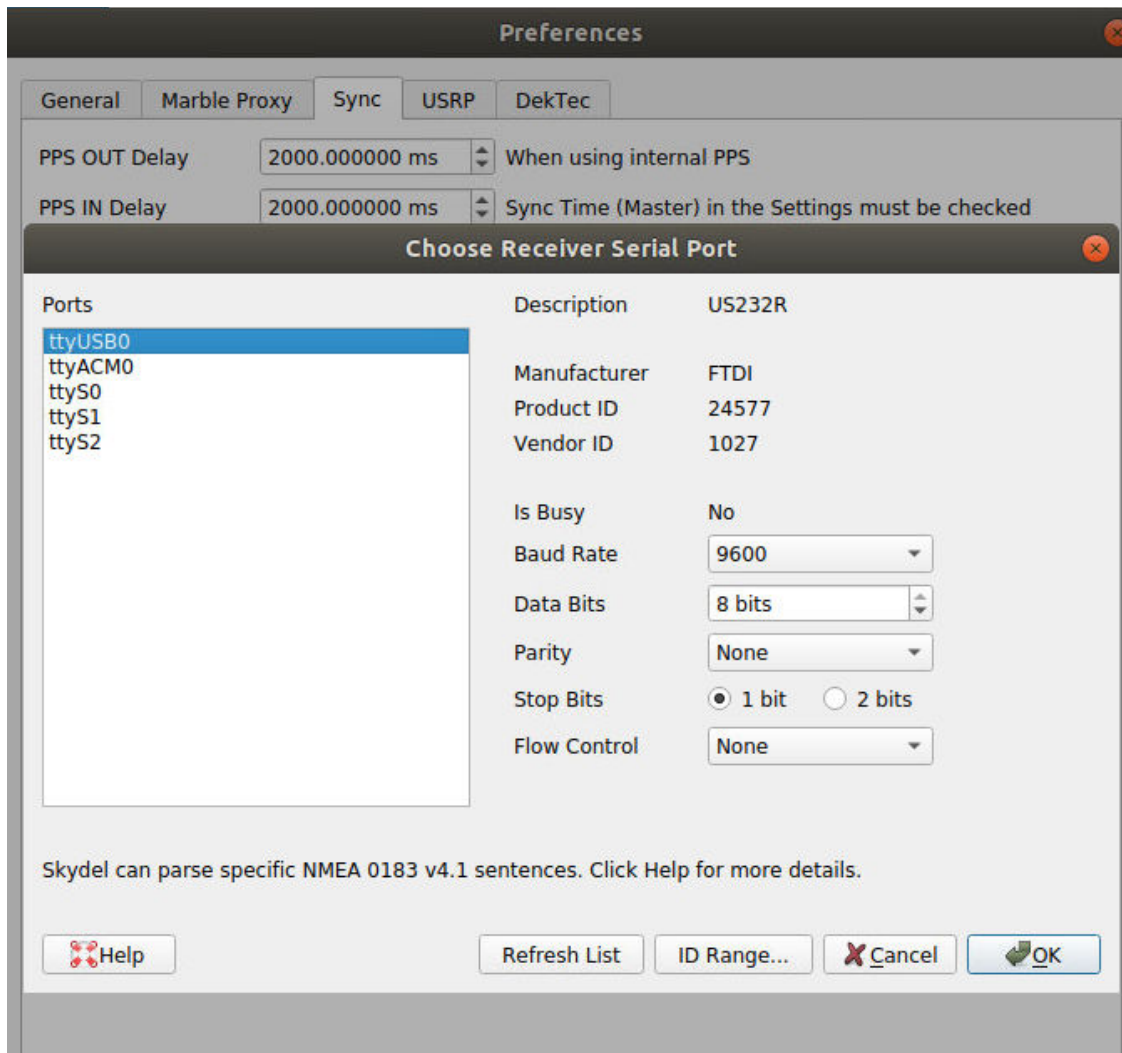 Preferences
General Marble Proxy Sync USRP DekTec
PPS OUT Delay 2000.000000 ms When using internal PPS
PPS IN Delay 2000.000000 ms Sync Time (Master) in the Settings must be checked
Choose Receiver Serial Port
Ports
ttyUSB0
ttyACM0
ttyS0
ttyS1
ttyS2
Description US232R
Manufacturer FTDI
Product ID 24577
Vendor ID 1027
Is Busy No
Baud Rate 9600
Data Bits 8 bits
Parity None
Stop Bits 1 bit 2 bits
Flow Control None
Skydel can parse specific NMEA 0183 v4.1 sentences. Click Help for more details.
Help Refresh List ID Range... Cancel OK